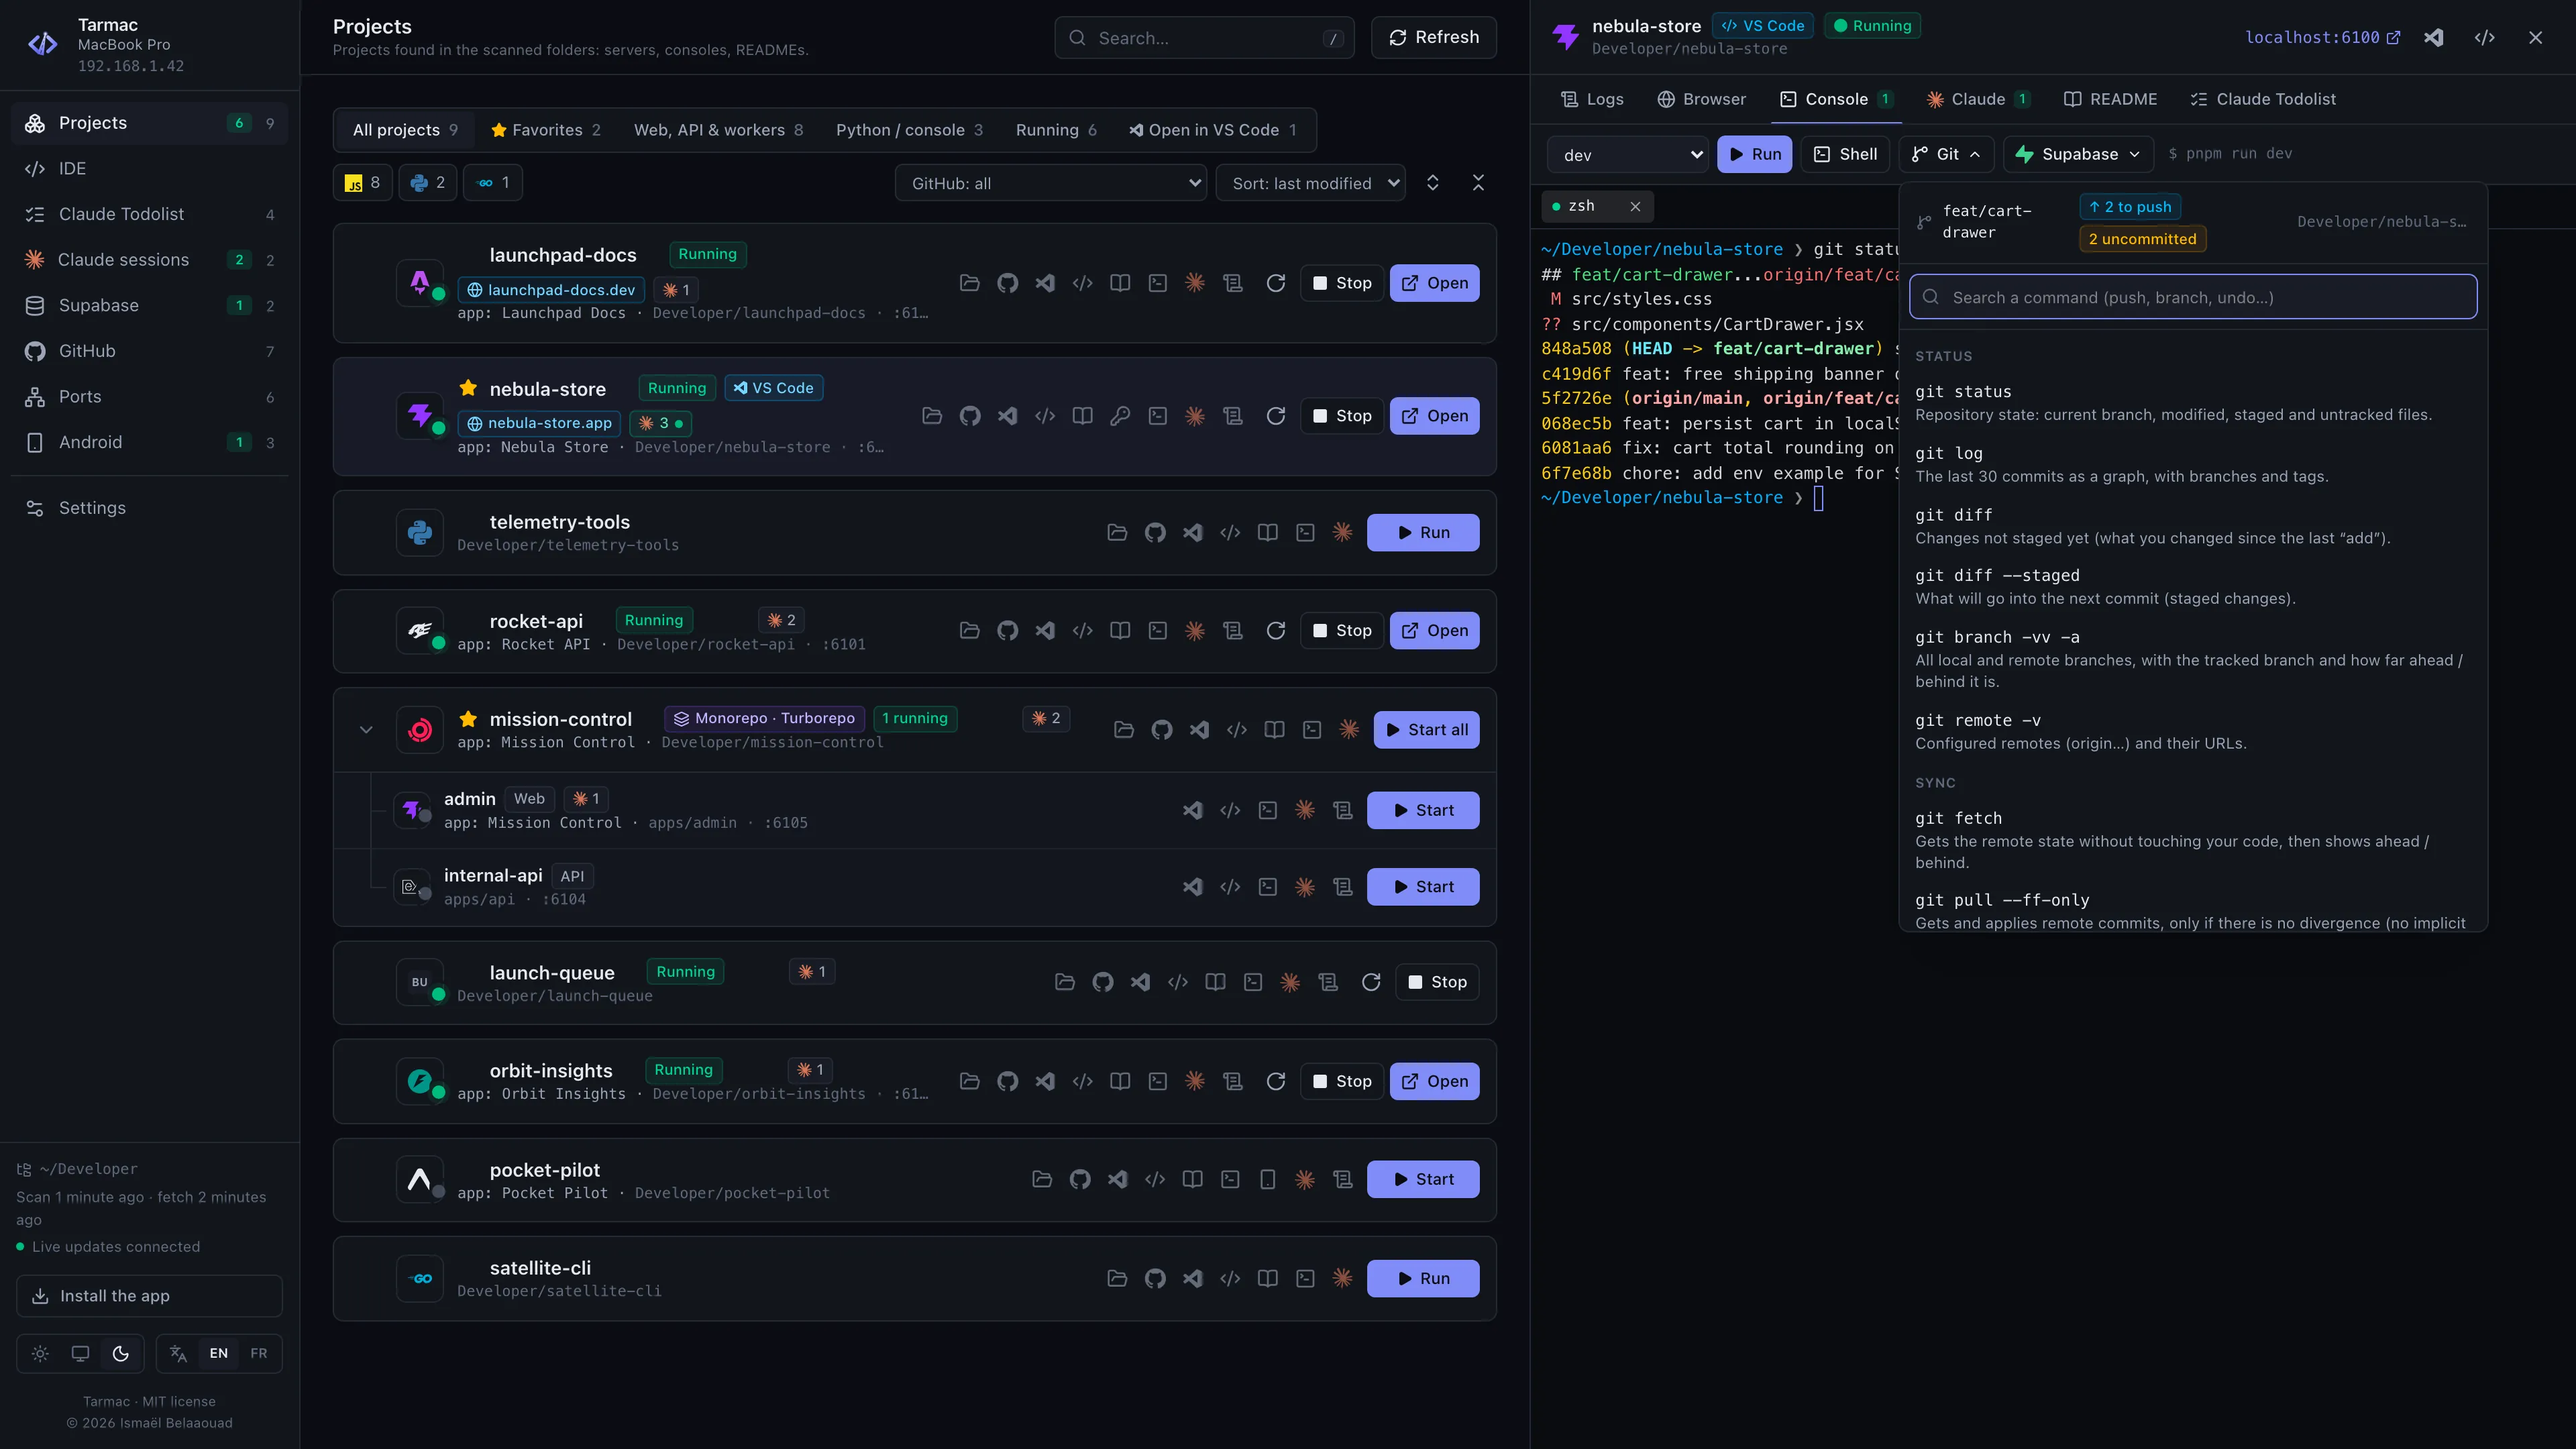 Tarmac
MacBook Pro
192.168.1.42
Projects 6 9
IDE
Claude Todolist 4
Claude sessions 2 2
Supabase 1 2
GitHub 7
Ports 6
Android 1 3
Settings
~/Developer
Scan 1 minute ago · fetch 2 minutes
ago
Live updates connected
Install the app
EN FR
Tarmac · MIT license
© 2026 Ismaël Belaaouad
Projects
Projects found in the scanned folders: servers, consoles, READMEs.
Search... /
Refresh
All projects 9 Favorites 2 Web, API & workers 8 Python / console 3 Running 6 Open in VS Code 1
JS 8 2 GO 1 GitHub: all Sort: last modified
launchpad-docs Running
launchpad-docs.dev 1
app: Launchpad Docs · Developer/launchpad-docs · :61…
Stop Open
nebula-store Running VS Code
nebula-store.app 3
app: Nebula Store · Developer/nebula-store · :6…
Stop Open
telemetry-tools
Developer/telemetry-tools
Run
rocket-api Running 2
app: Rocket API · Developer/rocket-api · :6101
Stop Open
mission-control Monorepo · Turborepo 1 running 2
app: Mission Control · Developer/mission-control
Start all
admin Web 1
app: Mission Control · apps/admin · :6105
Start
internal-api API
apps/api · :6104
Start
BU
launch-queue Running 1
Developer/launch-queue
Stop
orbit-insights Running 1
app: Orbit Insights · Developer/orbit-insights · :61…
Stop Open
pocket-pilot
app: Pocket Pilot · Developer/pocket-pilot
Start
GO
satellite-cli
Developer/satellite-cli
Run
nebula-store VS Code Running
Developer/nebula-store
localhost:6100
Logs Browser Console 1 Claude 1 README Claude Todolist
dev Run Shell Git Supabase $ pnpm run dev
zsh
~/Developer/nebula-store ❯ git statu
## feat/cart-drawer...origin/feat/ca
M src/styles.css
?? src/components/CartDrawer.jsx
848a508 (HEAD -> feat/cart-drawer) s
c419d6f feat: free shipping banner
5f2726e (origin/main, origin/feat/ca
068ec5b feat: persist cart in localS
6081aa6 fix: cart total rounding on
6f7e68b chore: add env example for S
~/Developer/nebula-store ❯
feat/cart-
drawer
↑ 2 to push
2 uncommitted
Developer/nebula-s…
Search a command (push, branch, undo…)
STATUS
git status
Repository state: current branch, modified, staged and untracked files.
git log
The last 30 commits as a graph, with branches and tags.
git diff
Changes not staged yet (what you changed since the last “add”).
git diff --staged
What will go into the next commit (staged changes).
git branch -vv -a
All local and remote branches, with the tracked branch and how far ahead /
behind it is.
git remote -v
Configured remotes (origin…) and their URLs.
SYNC
git fetch
Gets the remote state without touching your code, then shows ahead /
behind.
git pull --ff-only
Gets and applies remote commits, only if there is no divergence (no implicit